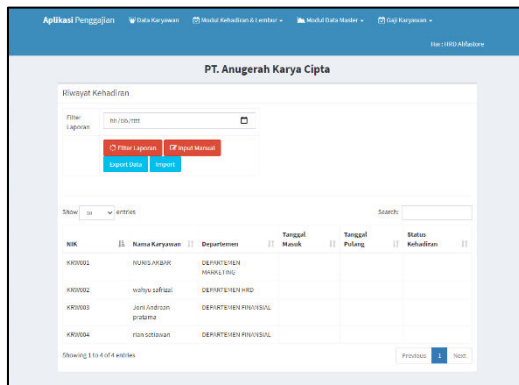 Aplikasi Penggajian Data Karyawan Modul Kehadiran & Lembur Modul Data Master Gaji Karyawan
Hai : HRD Alifastore
PT. Anugerah Karya Cipta
Riwayat Kehadiran
Filter Laporan
Filter Laporan Input Manual
Export Data Import
Show 10 entries Search:
NIK Nama Karyawan Departemen Tanggal Masuk Tanggal Pulang Status Kehadiran
KRW001 NURIS AKBAR DEPARTEMEN MARKETING
KRW002 wahyu safrizal DEPARTEMEN HRD
KRW003 Joni Andrean pratama DEPARTEMEN FINANSIAL
KRW004 rian setiawan DEPARTEMEN FINANSIAL
Showing 1 to 4 of 4 entries Previous 1 Next